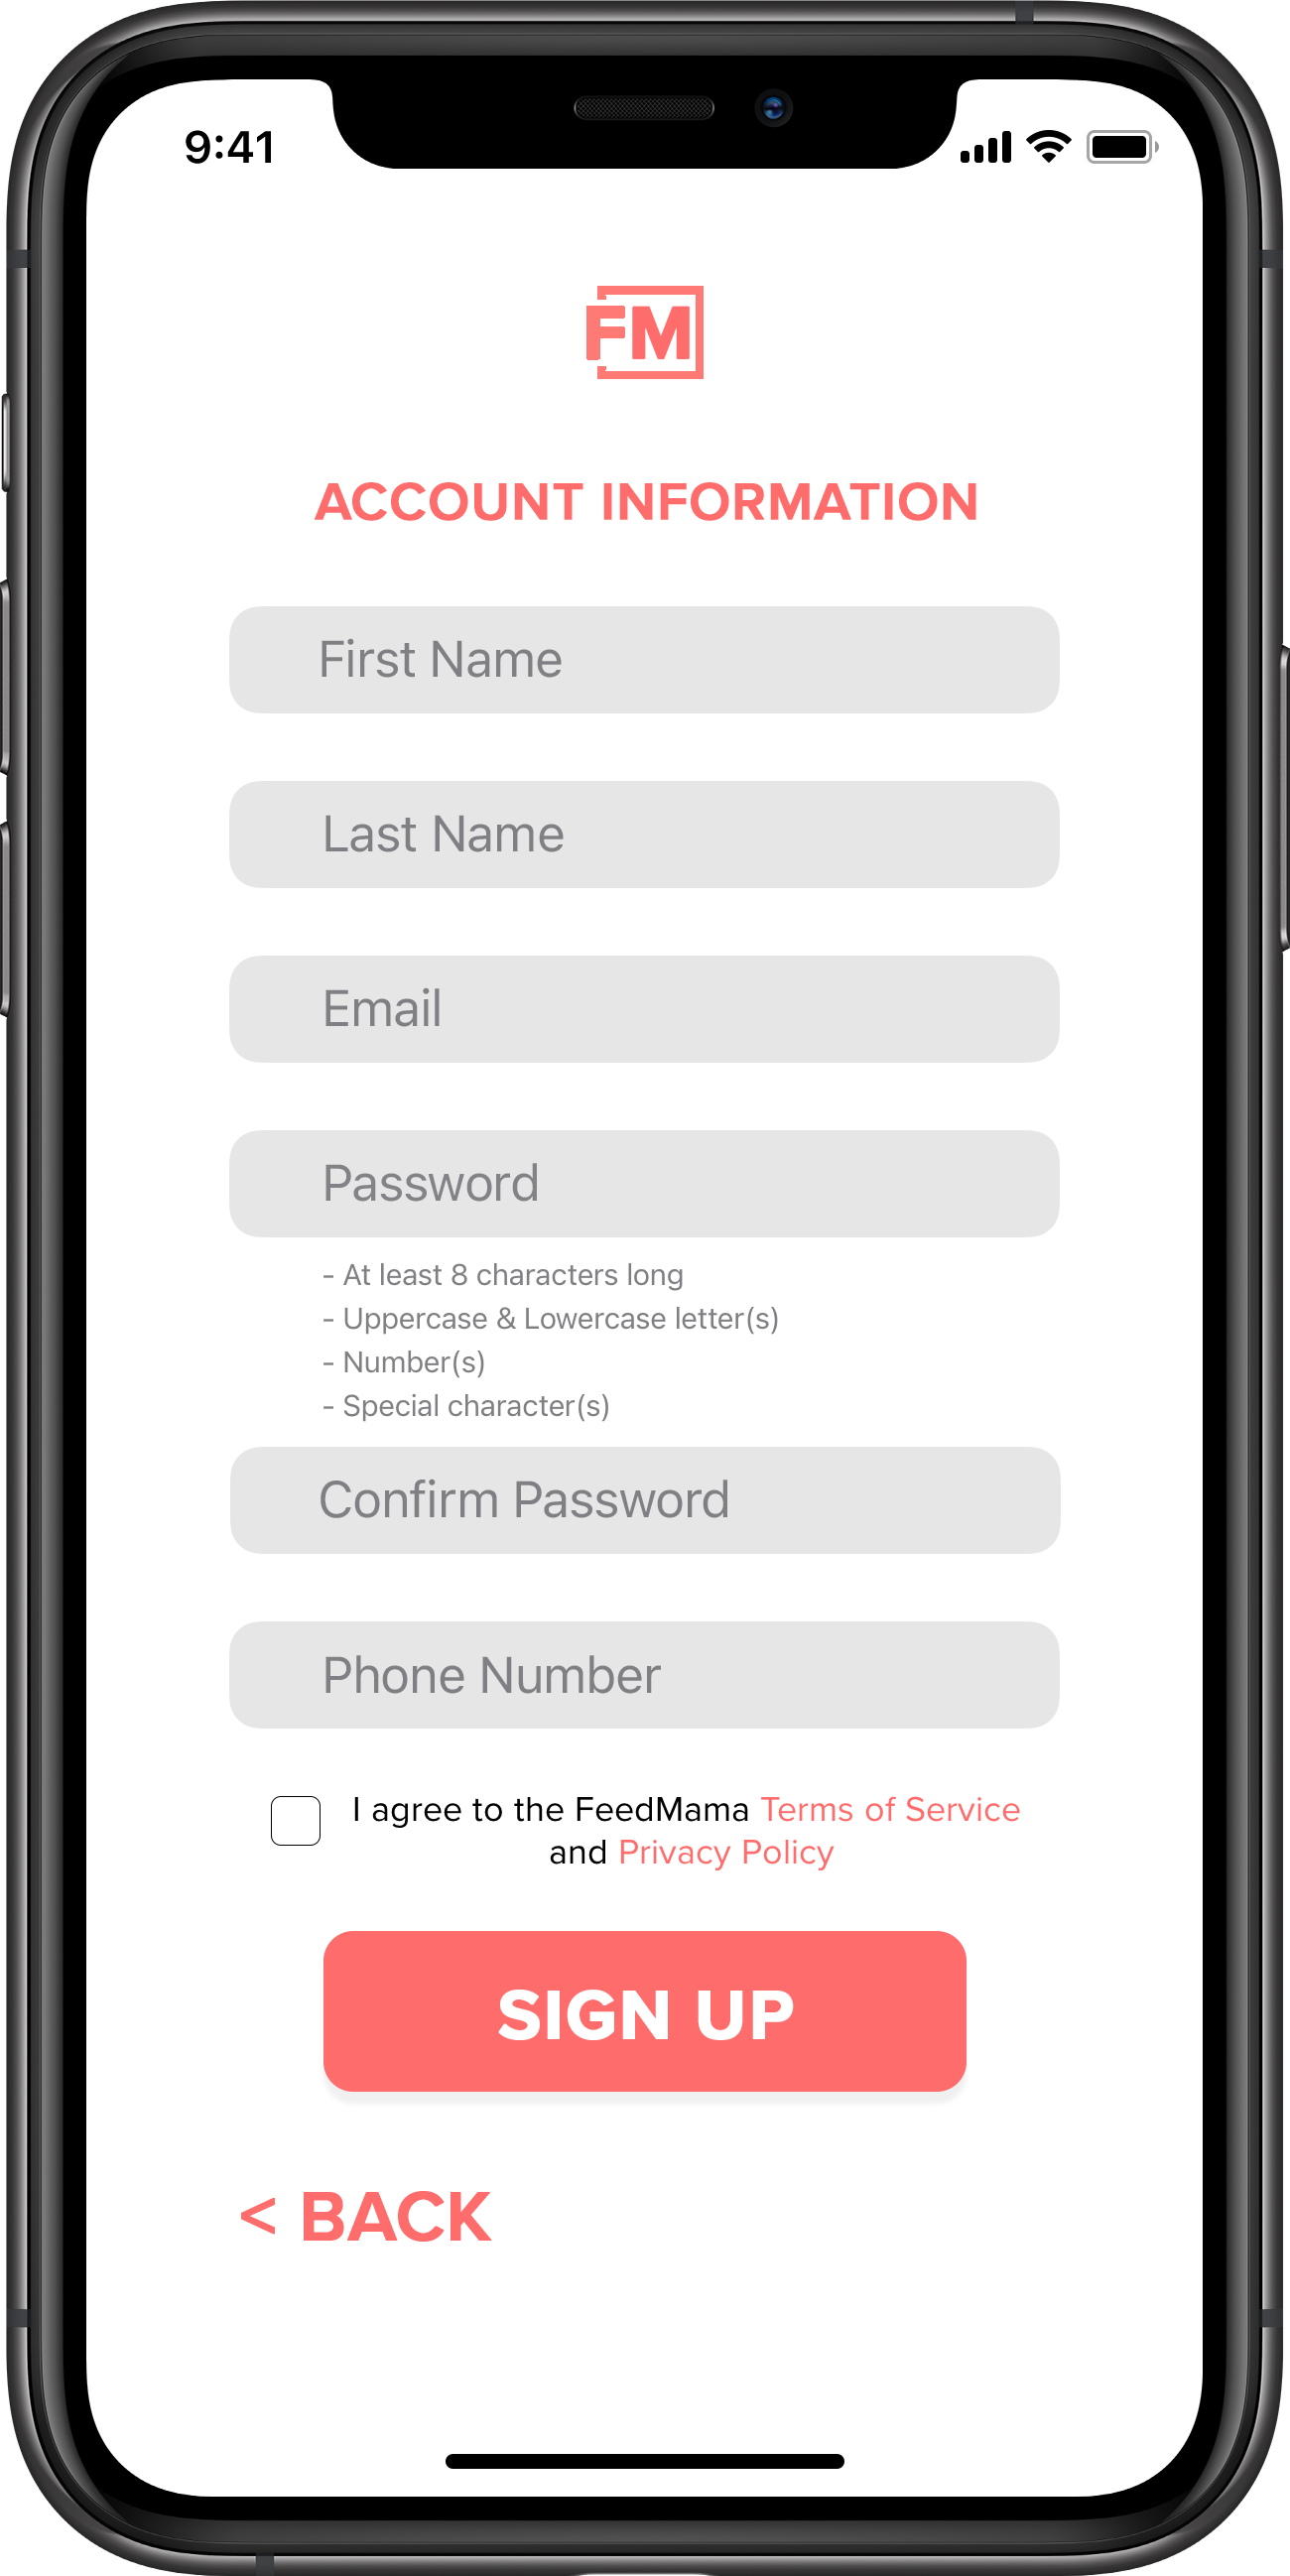 9:41
FM
ACCOUNT INFORMATION
First Name
Last Name
Email
Password
- At least 8 characters long
- Uppercase & Lowercase letter(s)
- Number(s)
- Special character(s)
Confirm Password
Phone Number
I agree to the FeedMama Terms of Service
and Privacy Policy
SIGN UP
< BACK